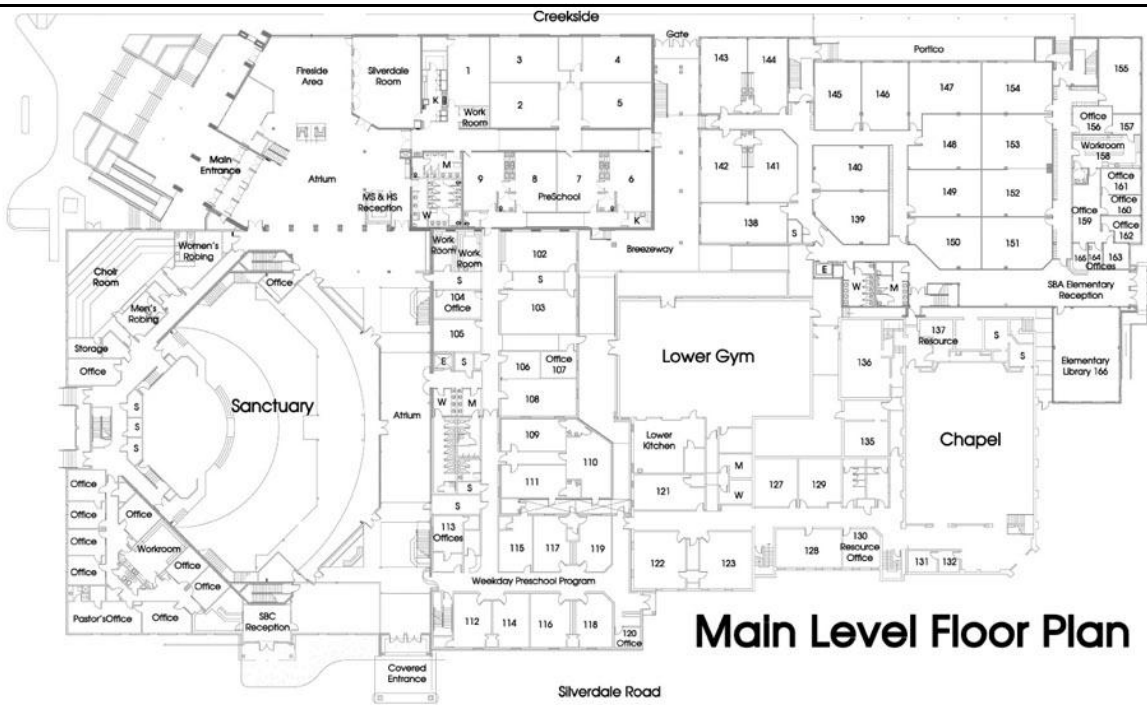 Creekside
Gate
Portico
Fireside
Area
Silverdale
Room
K
1
Work
Room
3
4
2
5
143
144
145
146
147
154
155
Office
156
157
Workroom
158
Main
Entrance
Atrium
MS & HS
Reception
M
W
9
8
7
6
PreSchool
K
142
141
138
S
140
139
148
153
149
152
150
151
Office
161
Office
160
Office
159
Office
162
165
164
163
Offices
SBA Elementary
Reception
Women's
Robing
Choir
Room
Men's
Robing
Storage
Office
Office
Work
Room
Work
Room
S
102
S
Breezeway
E
W
M
104
Office
103
105
E
S
106
Office
107
108
W
M
Lower Gym
136
137
Resource
S
S
Elementary
Library 166
Sanctuary
S
S
S
Atrium
109
110
111
Lower
Kitchen
135
Chapel
M
W
121
127
129
S
S
113
Offices
Office
Office
Office
Office
Office
Workroom
Office
Office
Pastor'sOffice
Office
SBC
Reception
115
117
119
Weekday Preschool Program
112
114
116
118
120
Office
122
123
128
130
Resource
Office
131
132
Covered
Entrance
Main Level Floor Plan
Silverdale Road